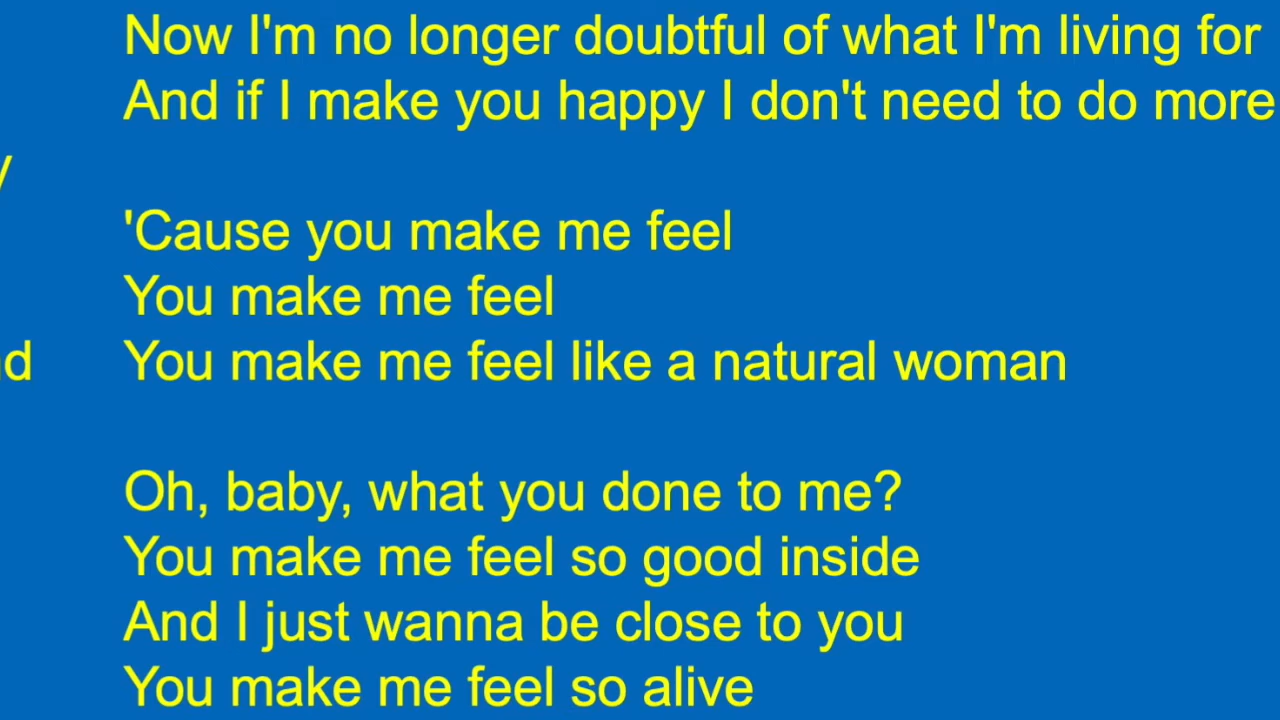 Now I'm no longer doubtful of what I'm living for
And if I make you happy I don't need to do more
'Cause you make me feel
You make me feel
You make me feel like a natural woman
Oh, baby, what you done to me?
You make me feel so good inside
And I just wanna be close to you
You make me feel so alive